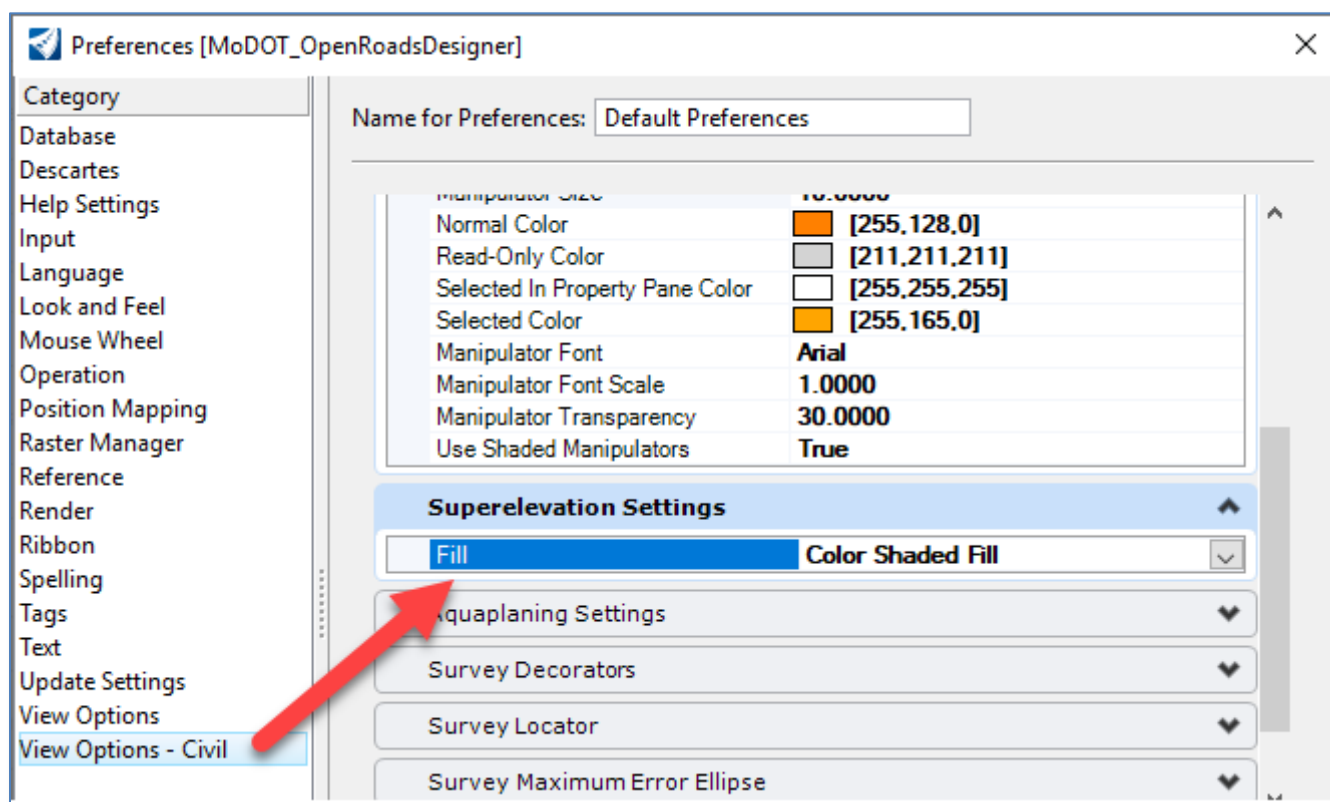 Preferences [MoDOT_OpenRoadsDesigner]
Category
Database
Descartes
Help Settings
Input
Language
Look and Feel
Mouse Wheel
Operation
Position Mapping
Raster Manager
Reference
Render
Ribbon
Spelling
Tags
Text
Update Settings
View Options
View Options - Civil
Name for Preferences: Default Preferences
Manipulator Size 10.0000
Normal Color [255,128,0]
Read-Only Color [211,211,211]
Selected In Property Pane Color [255,255,255]
Selected Color [255,165,0]
Manipulator Font Arial
Manipulator Font Scale 1.0000
Manipulator Transparency 30.0000
Use Shaded Manipulators True
Superelevation Settings
Fill Color Shaded Fill
Aquaplaning Settings
Survey Decorators
Survey Locator
Survey Maximum Error Ellipse